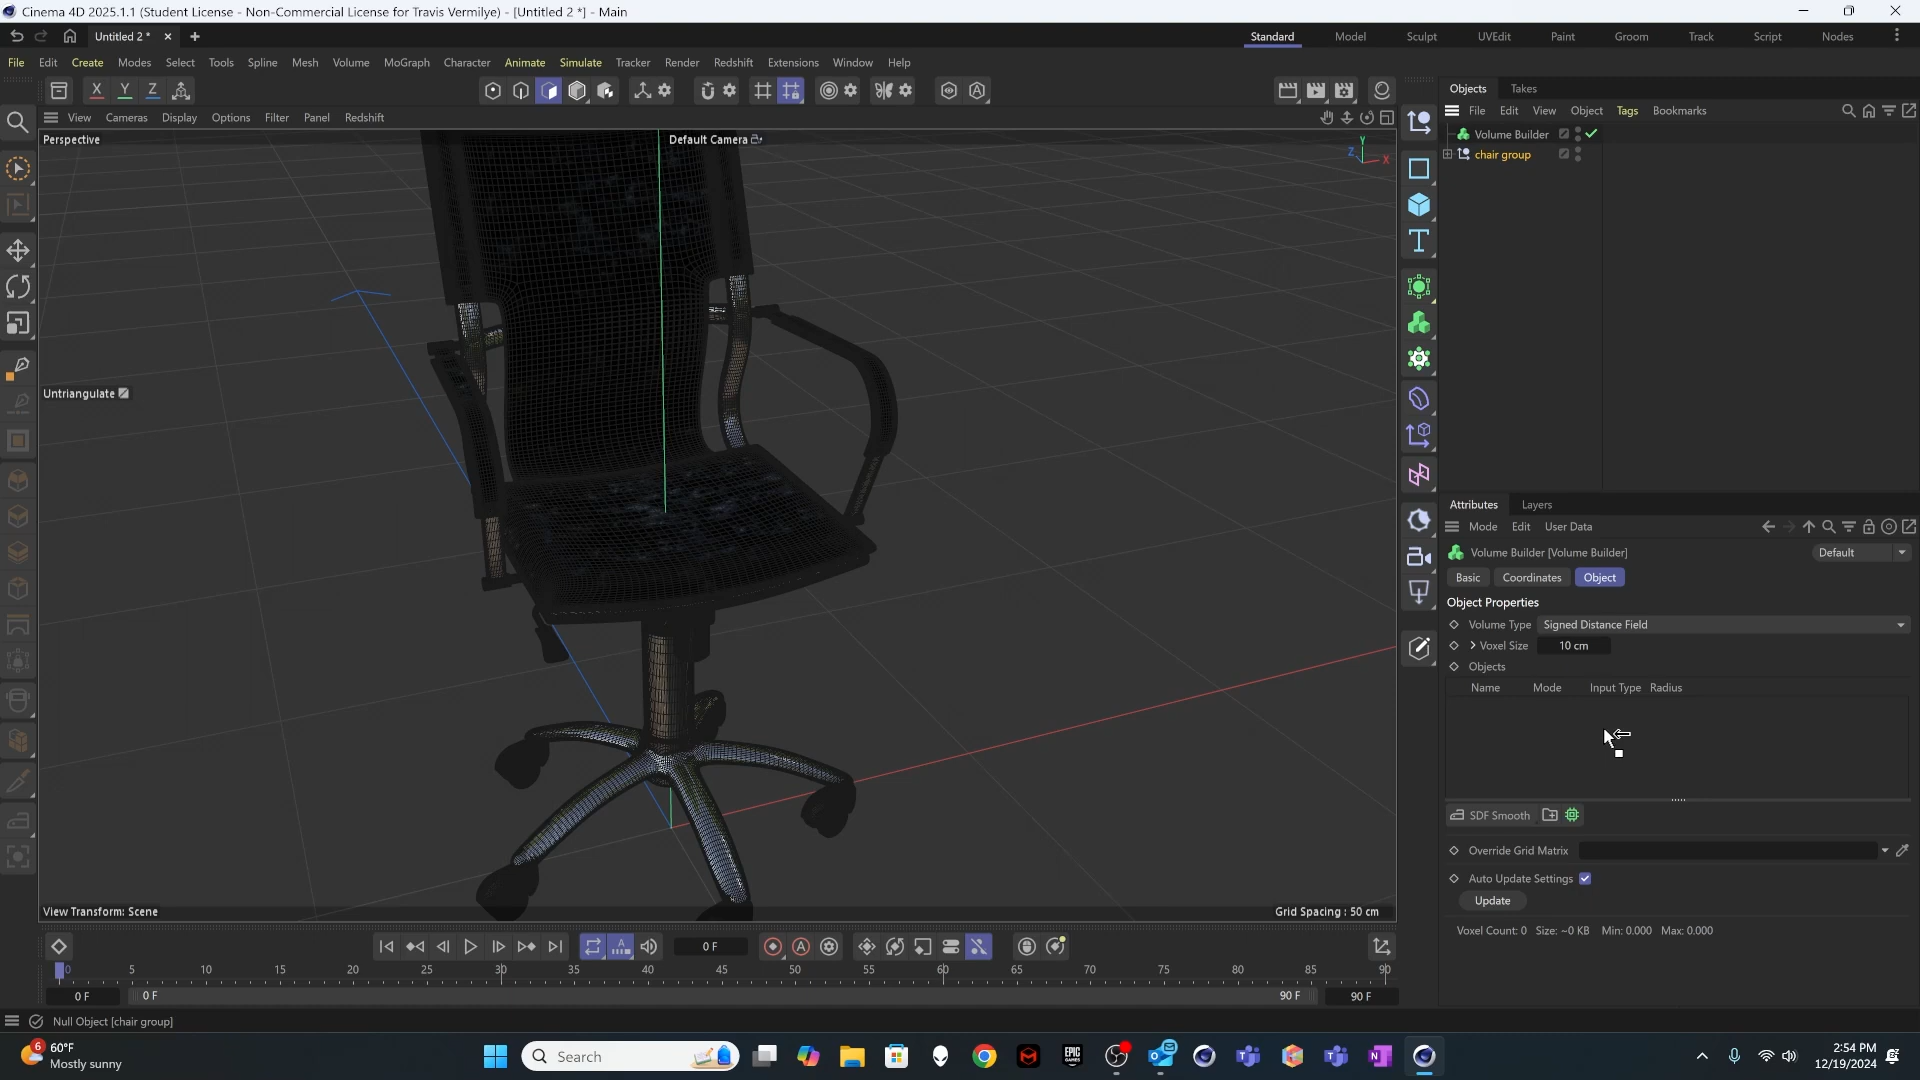 Cinema 4D 2025.1.1 (Student License - Non-Commercial License for Travis Vermilye) - [Untitled 2 *] - Main
Untitled 2 *
Standard Model Sculpt UVEdit Paint Groom Track Script Nodes
File Edit Create Modes Select Tools Spline Mesh Volume MoGraph Character Animate Simulate Tracker Render Redshift Extensions Window Help
X Y Z
Objects Takes
File Edit View Object Tags Bookmarks
View Cameras Display Options Filter Panel Redshift
Perspective
Default Camera
Y
Z
X
Volume Builder
chair group
Untriangulate
Attributes Layers
Mode Edit User Data
Volume Builder [Volume Builder]
Default
Basic Coordinates Object
Object Properties
Volume Type Signed Distance Field
Voxel Size 10 cm
Objects
Name Mode Input Type Radius
SDF Smooth
Override Grid Matrix
Auto Update Settings
Update
Voxel Count: 0 Size: ~0 KB Min: 0.000 Max: 0.000
View Transform: Scene
Grid Spacing : 50 cm
0 F
0 5 10 15 20 25 30 35 40 45 50 55 60 65 70 75 80 85 90
0 F 0 F 90 F 90 F
Null Object [chair group]
6
60°F
Mostly sunny
Search
EPIC GAMES
2:54 PM
12/19/2024